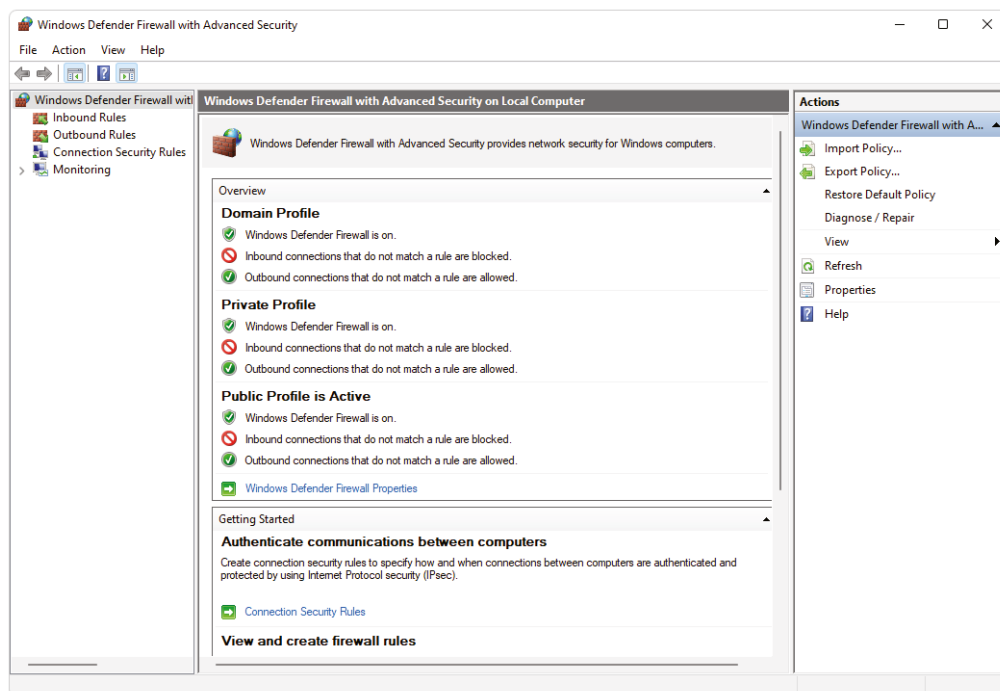 Windows Defender Firewall with Advanced Security
File Action View Help
Windows Defender Firewall wit
Inbound Rules
Outbound Rules
Connection Security Rules
Monitoring
Windows Defender Firewall with Advanced Security on Local Computer
Windows Defender Firewall with Advanced Security provides network security for Windows computers.
Overview
Domain Profile
Windows Defender Firewall is on.
Inbound connections that do not match a rule are blocked.
Outbound connections that do not match a rule are allowed.
Private Profile
Windows Defender Firewall is on.
Inbound connections that do not match a rule are blocked.
Outbound connections that do not match a rule are allowed.
Public Profile is Active
Windows Defender Firewall is on.
Inbound connections that do not match a rule are blocked.
Outbound connections that do not match a rule are allowed.
Windows Defender Firewall Properties
Getting Started
Authenticate communications between computers
Create connection security rules to specify how and when connections between computers are authenticated and
protected by using Internet Protocol security (IPsec).
Connection Security Rules
View and create firewall rules
Actions
Windows Defender Firewall with A...
Import Policy...
Export Policy...
Restore Default Policy
Diagnose / Repair
View
Refresh
Properties
Help